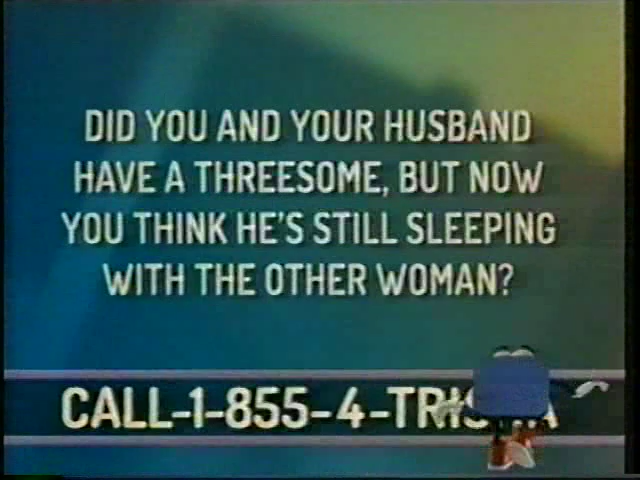 DID YOU AND YOUR HUSBAND
HAVE A THREESOME, BUT NOW
YOU THINK HE'S STILL SLEEPING
WITH THE OTHER WOMAN?
CALL-1-855-4-